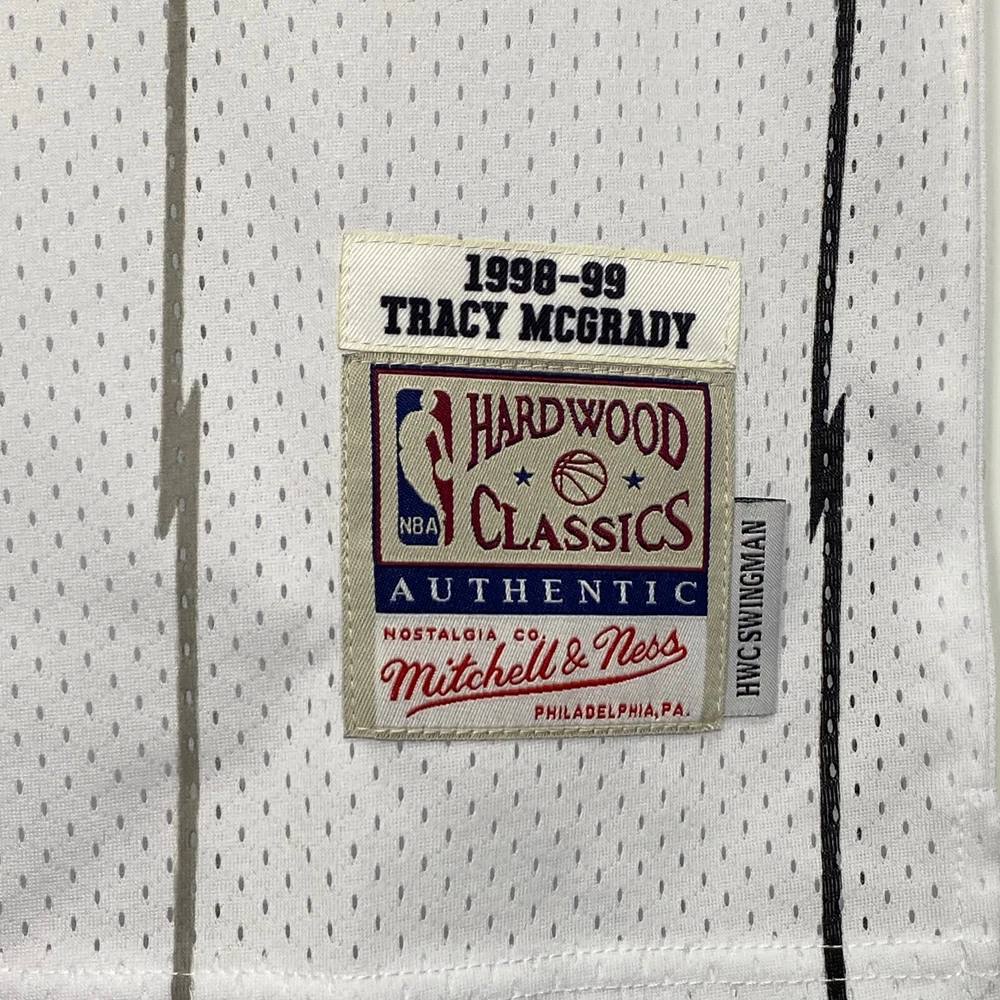 1998-99
TRACY MCGRADY
HARDWOOD
CLASSICS
NBA
AUTHENTIC
NOSTALGIA CO.
Mitchell & Ness
PHILADELPHIA, PA.
HWC.SWINGMAN